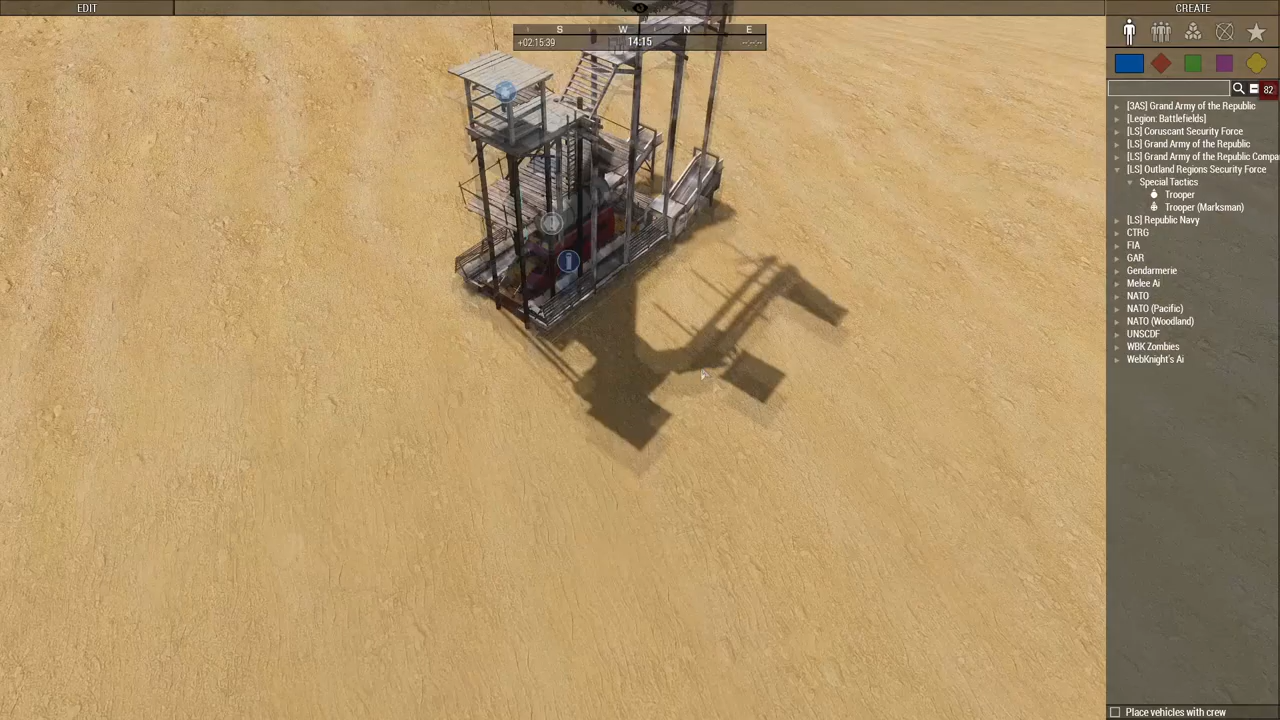 EDIT
CREATE
S W N E
+02:15:39 14:15 --:--
82
[3AS] Grand Army of the Republic
[Legion: Battlefields]
[LS] Coruscant Security Force
[LS] Grand Army of the Republic
[LS] Grand Army of the Republic Compa
[LS] Outland Regions Security Force
Special Tactics
Trooper
Trooper (Marksman)
[LS] Republic Navy
CTRG
FIA
GAR
Gendarmerie
Melee Ai
NATO
NATO (Pacific)
NATO (Woodland)
UNSCDF
WBK Zombies
WebKnight's Ai
Place vehicles with crew